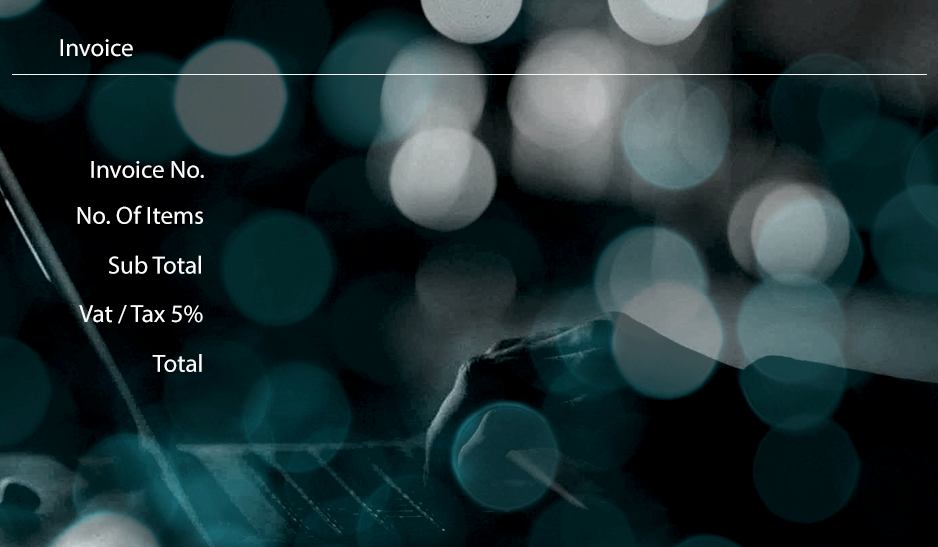 Invoice
Invoice No.
No. Of Items
Sub Total
Vat / Tax 5%
Total